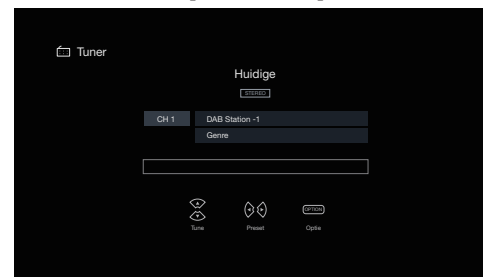 Tuner
Huidige
STEREO
CH 1 DAB Station -1
Genre
OPTION
Tune Preset Optie